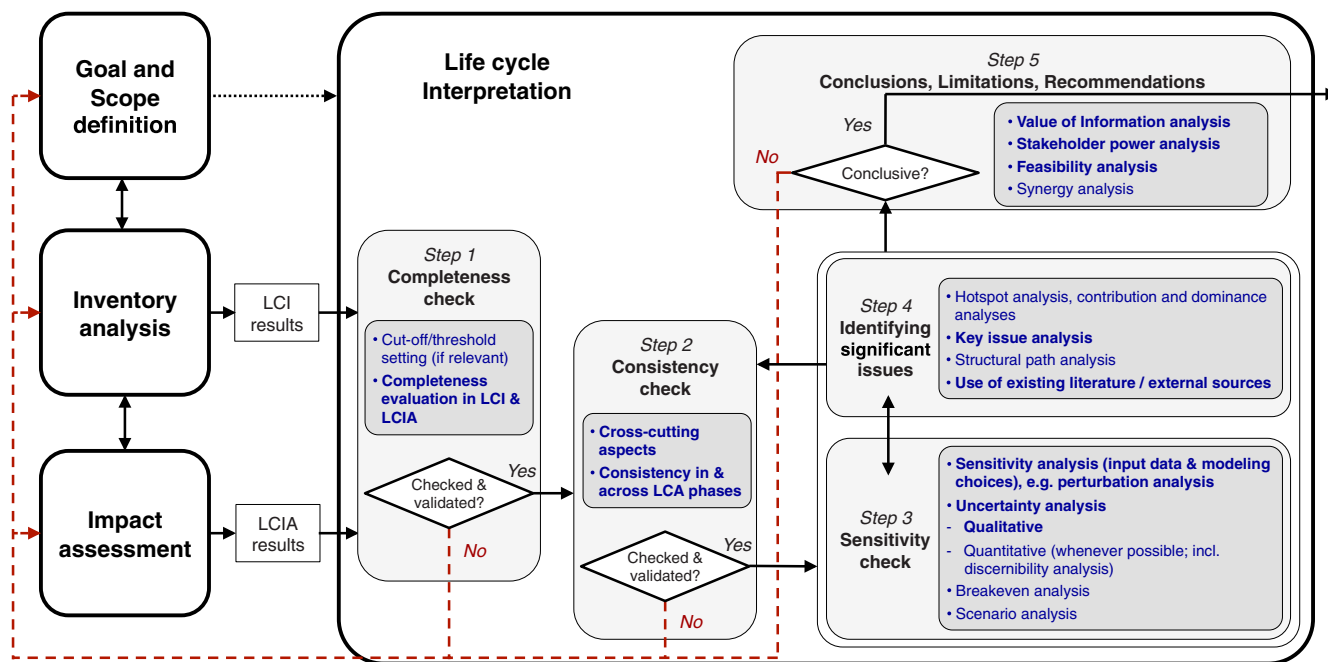 Goal and
Scope
definition
Inventory
analysis
Impact
assessment
LCI
results
LCIA
results
Life cycle
Interpretation
Step 1
Completeness
check
• Cut-off/threshold
setting (if relevant)
• Completeness
evaluation in LCI &
LCIA
Checked &
validated?
Yes
No
Step 2
Consistency
check
• Cross-cutting
aspects
• Consistency in &
across LCA phases
Checked &
validated?
Yes
No
Step 3
Sensitivity
check
• Sensitivity analysis (input data & modeling
choices), e.g. perturbation analysis
• Uncertainty analysis
- Qualitative
- Quantitative (whenever possible; incl.
discernibility analysis)
• Breakeven analysis
• Scenario analysis
Step 4
Identifying
significant
issues
• Hotspot analysis, contribution and dominance
analyses
• Key issue analysis
• Structural path analysis
• Use of existing literature / external sources
Step 5
Conclusions, Limitations, Recommendations
Yes
No
Conclusive?
• Value of Information analysis
• Stakeholder power analysis
• Feasibility analysis
• Synergy analysis